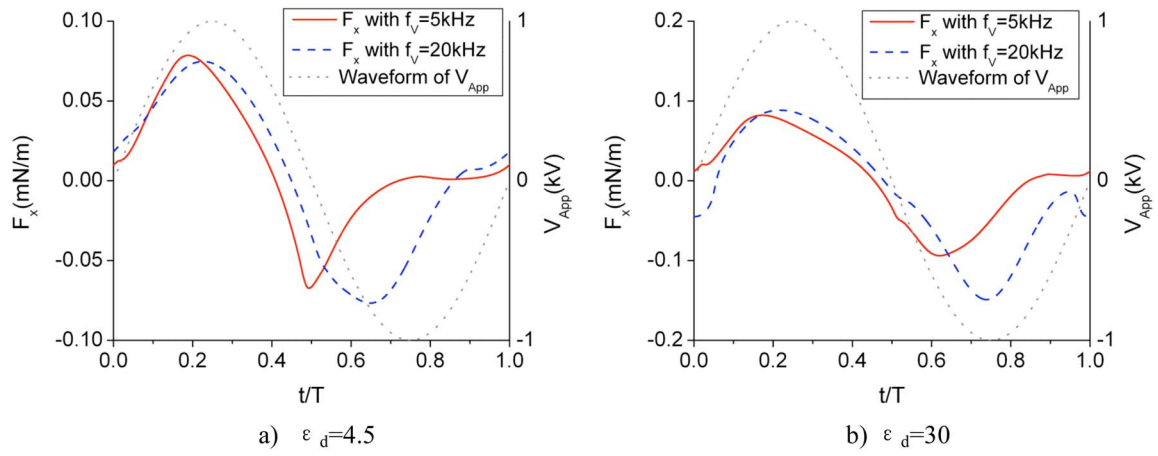 F_x with f_V=5kHz
F_x with f_V=20kHz
Waveform of V_App
0.10
0.05
0.00
-0.05
-0.10
F_x(mN/m)
1
0
-1
V_App(kV)
0.0 0.2 0.4 0.6 0.8 1.0
t/T
a) ε_d=4.5
F_x with f_V=5kHz
F_x with f_V=20kHz
Waveform of V_App
0.2
0.1
0.0
-0.1
-0.2
F_x(mN/m)
1
0
-1
V_App(kV)
0.0 0.2 0.4 0.6 0.8 1.0
t/T
b) ε_d=30